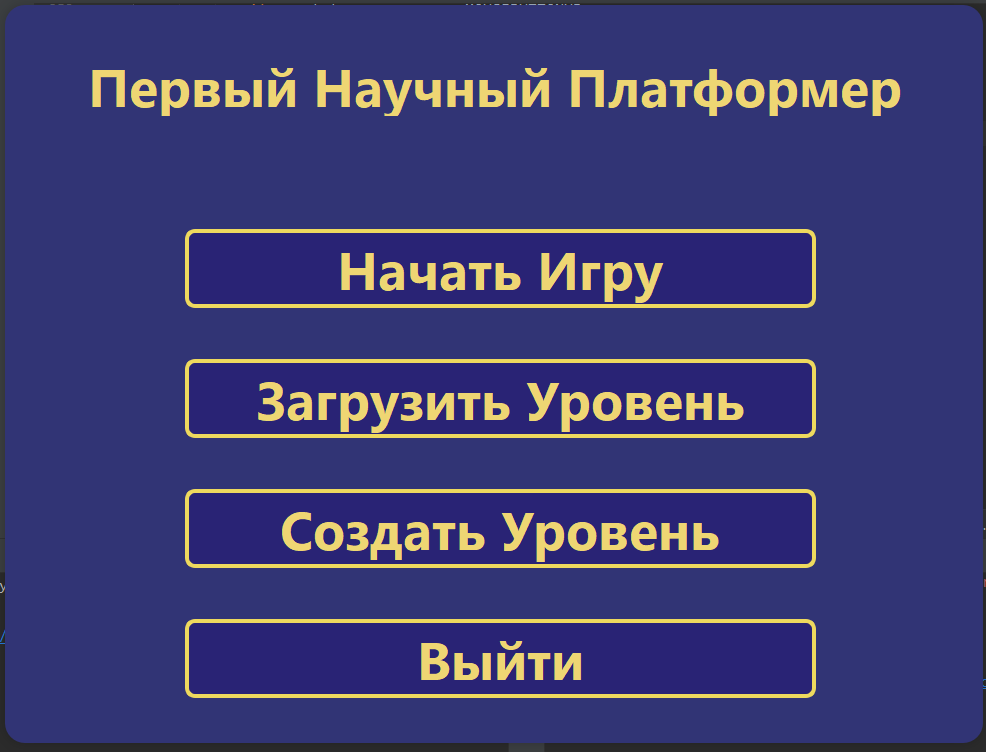 Первый Научный Платформер
Начать Игру
Загрузить Уровень
Создать Уровень
Выйти